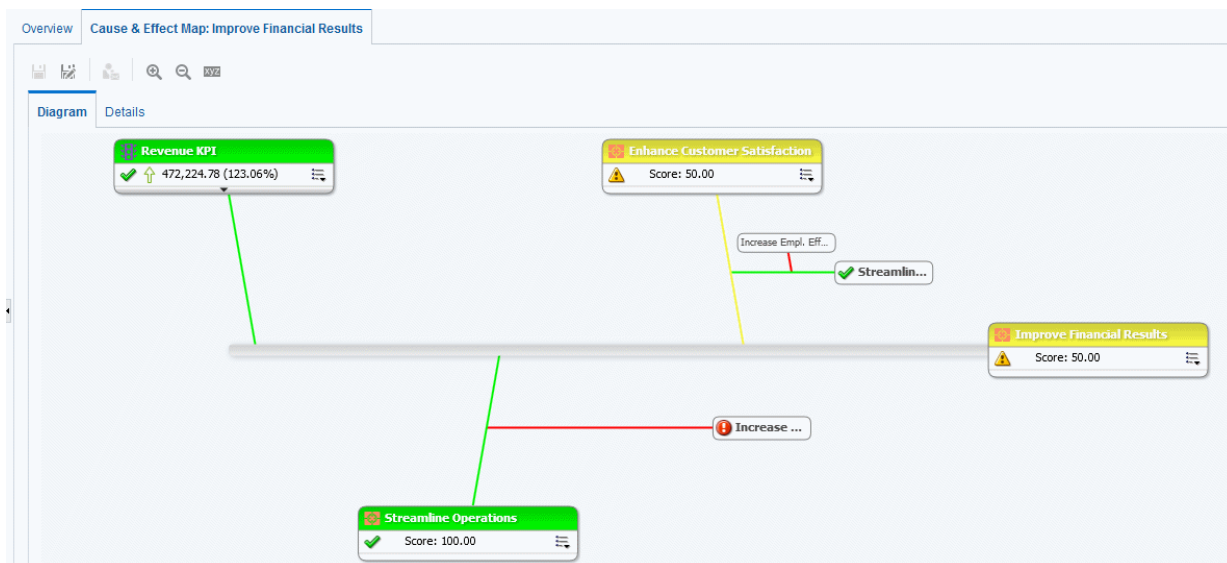 Overview
Cause & Effect Map: Improve Financial Results
xyz
Diagram
Details
Revenue KPI
472,224.78 (123.06%)
Enhance Customer Satisfaction
Score: 50.00
Increase Empl. Eff...
Streamlin...
Improve Financial Results
Score: 50.00
Increase ...
Streamline Operations
Score: 100.00